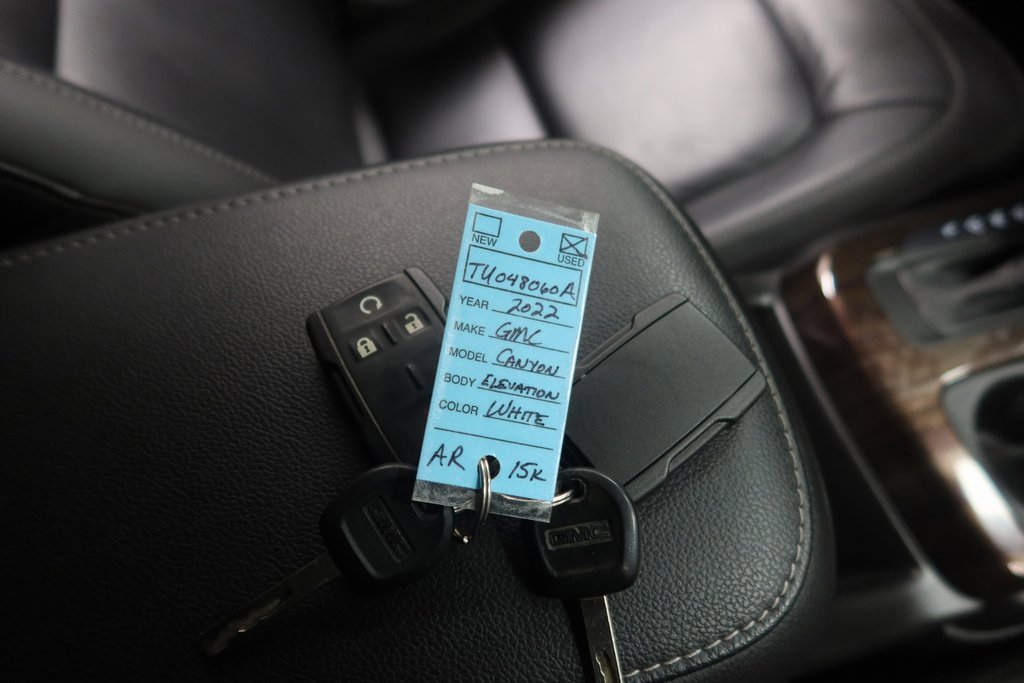 NEW
USED
TU048060A
YEAR 2022
MAKE GMC
MODEL CANYON
BODY ELEVATION
COLOR WHITE
AR 15K
GMC
GMC